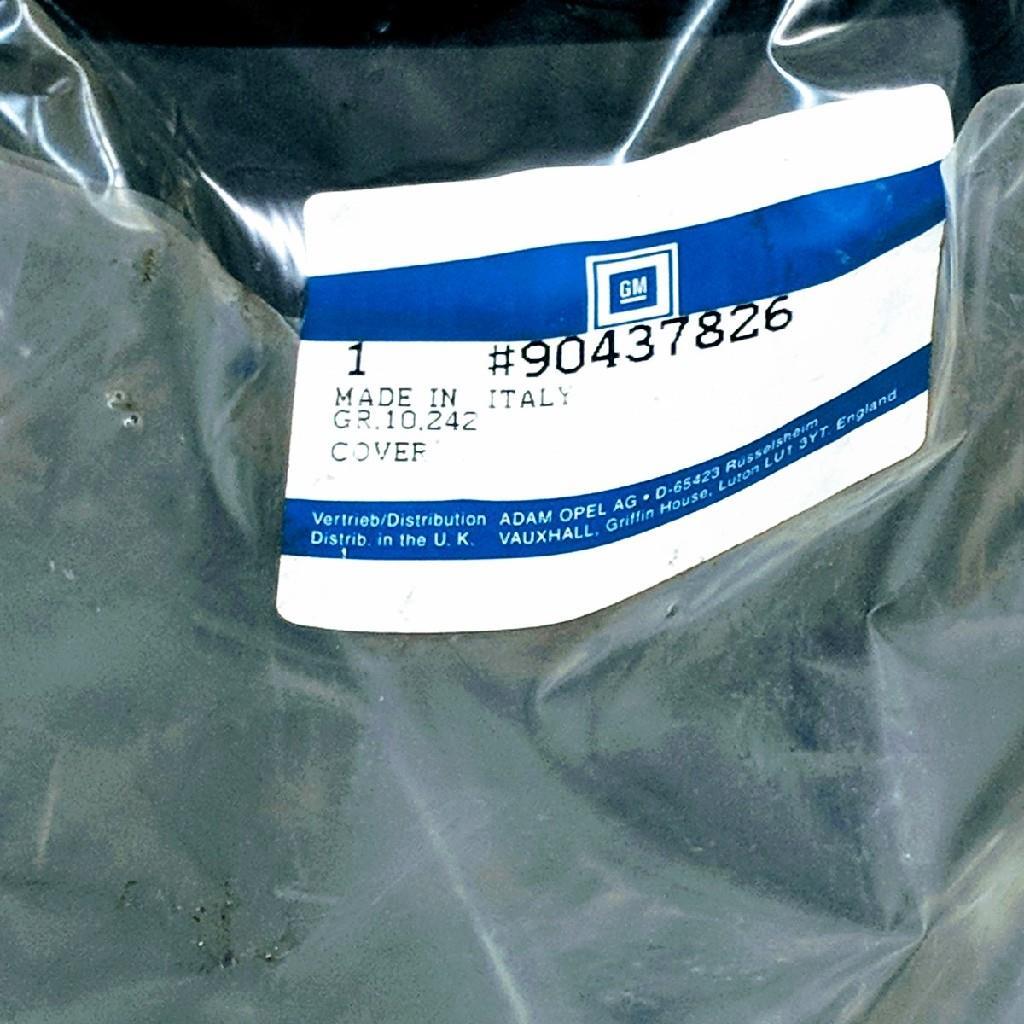 GM
1 #90437826
MADE IN ITALY
GR.10.242
COVER
Vertrieb/Distribution ADAM OPEL AG • D-65423 Rüsselsheim
Distrib. in the U. K. VAUXHALL, Griffin House, Luton LU1 3YT. England